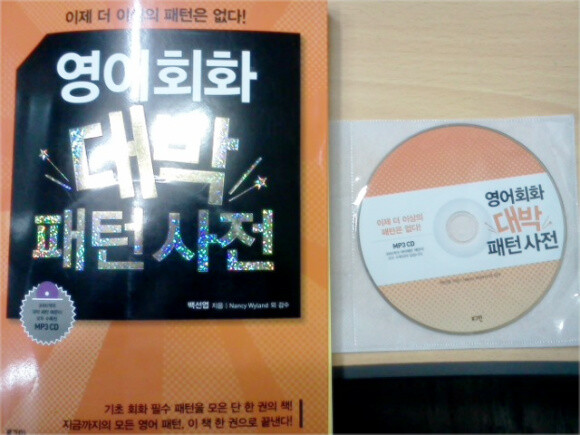 이제 더 이상의 패턴은 없다!
영어회화
대박
패턴 사전
백선엽 지음 | Nancy Wyland 외 감수
MP3 CD
기초 회화 필수 패턴을 모은 단 한 권의 책!
지금까지의 모든 영어 패턴, 이 책 한 권으로 끝낸다!
이제 더 이상의
패턴은 없다!
MP3 CD
영어회화
대박
패턴 사전